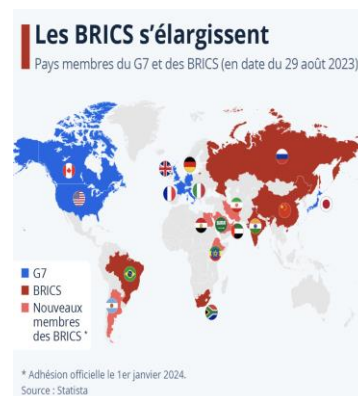 Les BRICS s’élargissent
Pays membres du G7 et des BRICS (en date du 29 août 2023)
G7
BRICS
Nouveaux
membres
des BRICS *
* Adhésion officielle le 1er janvier 2024.
Source : Statista